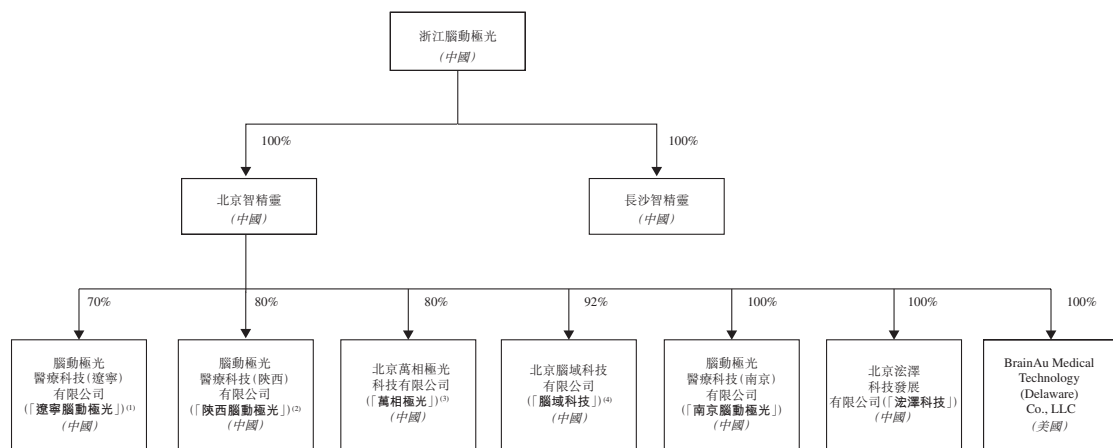 浙江腦動極光
(中國)
100%
100%
北京智精靈
(中國)
長沙智精靈
(中國)
70%
80%
80%
92%
100%
100%
100%
腦動極光
醫療科技(遼寧)
有限公司
(「遼寧腦動極光」)(1)
(中國)
腦動極光
醫療科技(陝西)
有限公司
(「陝西腦動極光」)(2)
(中國)
北京萬相極光
科技有限公司
(「萬相極光」)(3)
(中國)
北京腦域科技
有限公司
(「腦域科技」)(4)
(中國)
腦動極光
醫療科技(南京)
有限公司
(「南京腦動極光」)
(中國)
北京浤澤
科技發展
有限公司(「浤澤科技」)
(中國)
BrainAu Medical
Technology
(Delaware)
Co., LLC
(美國)